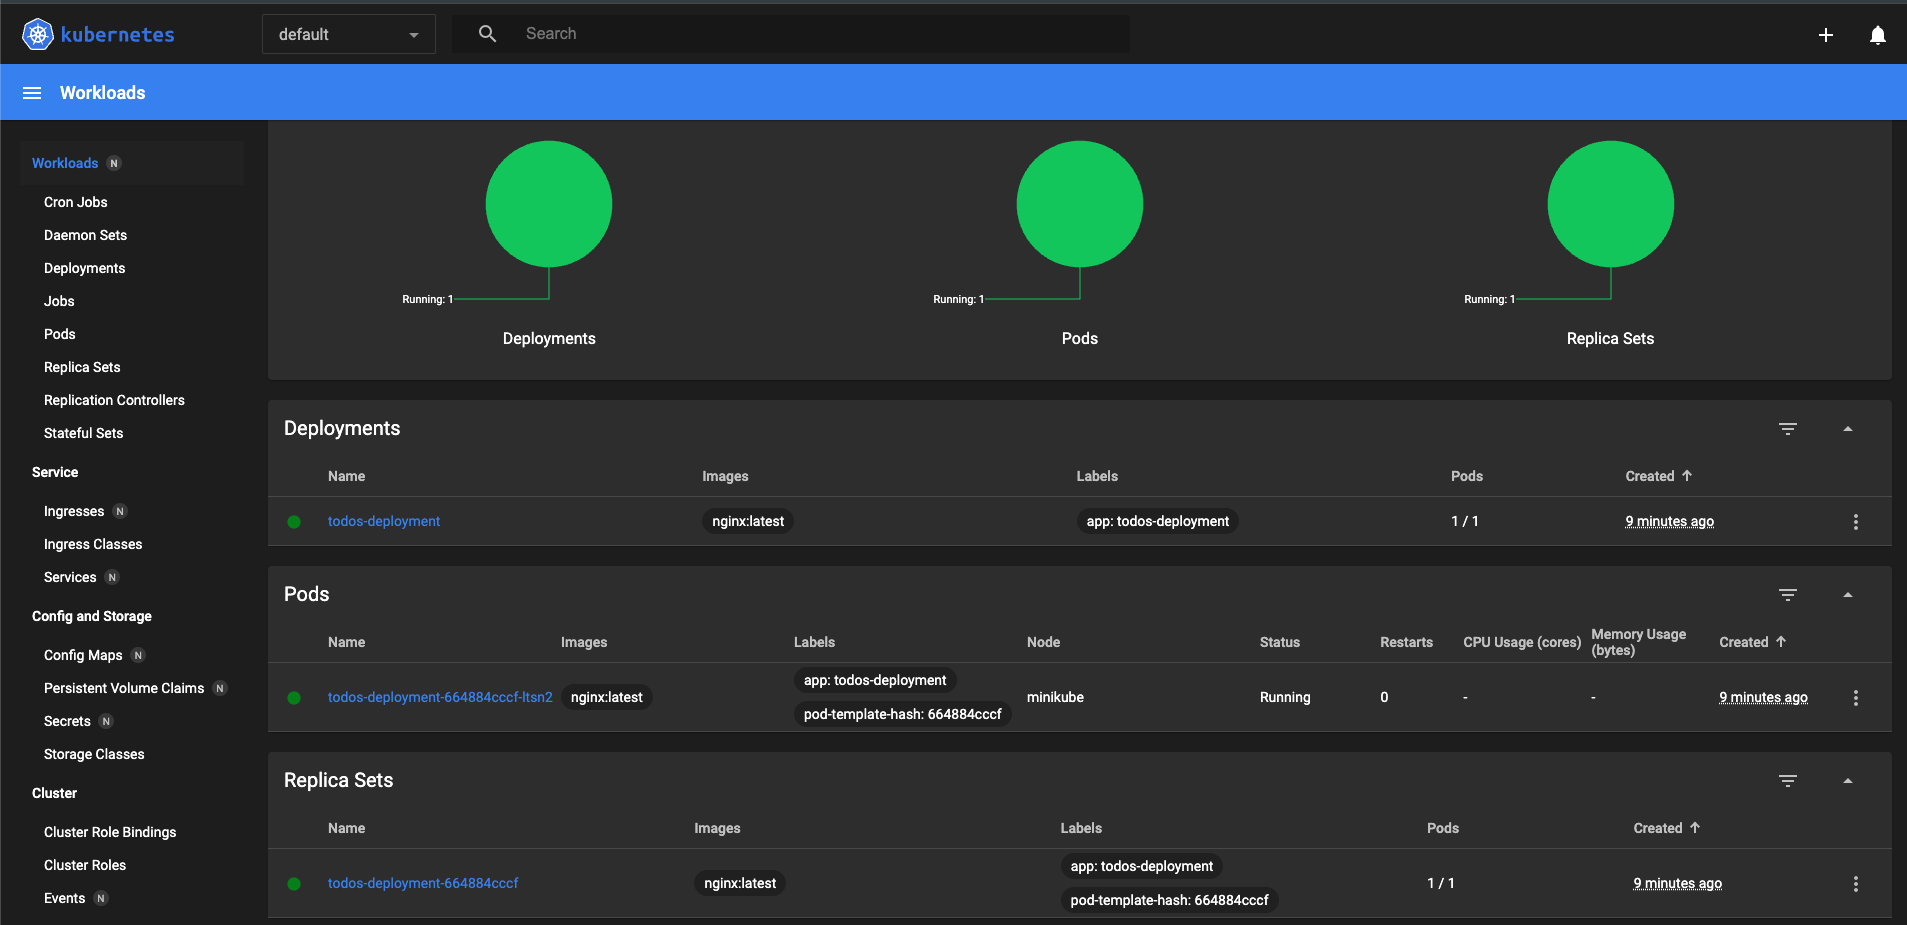 kubernetes
default
Search
Workloads
Workloads N
Cron Jobs
Daemon Sets
Deployments
Jobs
Pods
Replica Sets
Replication Controllers
Stateful Sets
Service
Ingresses N
Ingress Classes
Services N
Config and Storage
Config Maps N
Persistent Volume Claims N
Secrets N
Storage Classes
Cluster
Cluster Role Bindings
Cluster Roles
Events N
Running: 1
Deployments
Running: 1
Pods
Running: 1
Replica Sets
Deployments
Name Images Labels Pods Created
todos-deployment nginx:latest app: todos-deployment 1 / 1 9 minutes ago
Pods
Name Images Labels Node Status Restarts CPU Usage (cores) Memory Usage (bytes) Created
todos-deployment-664884cccf-ltsn2 nginx:latest app: todos-deployment minikube Running 0 - - 9 minutes ago
pod-template-hash: 664884cccf
Replica Sets
Name Images Labels Pods Created
todos-deployment-664884cccf nginx:latest app: todos-deployment 1 / 1 9 minutes ago
pod-template-hash: 664884cccf